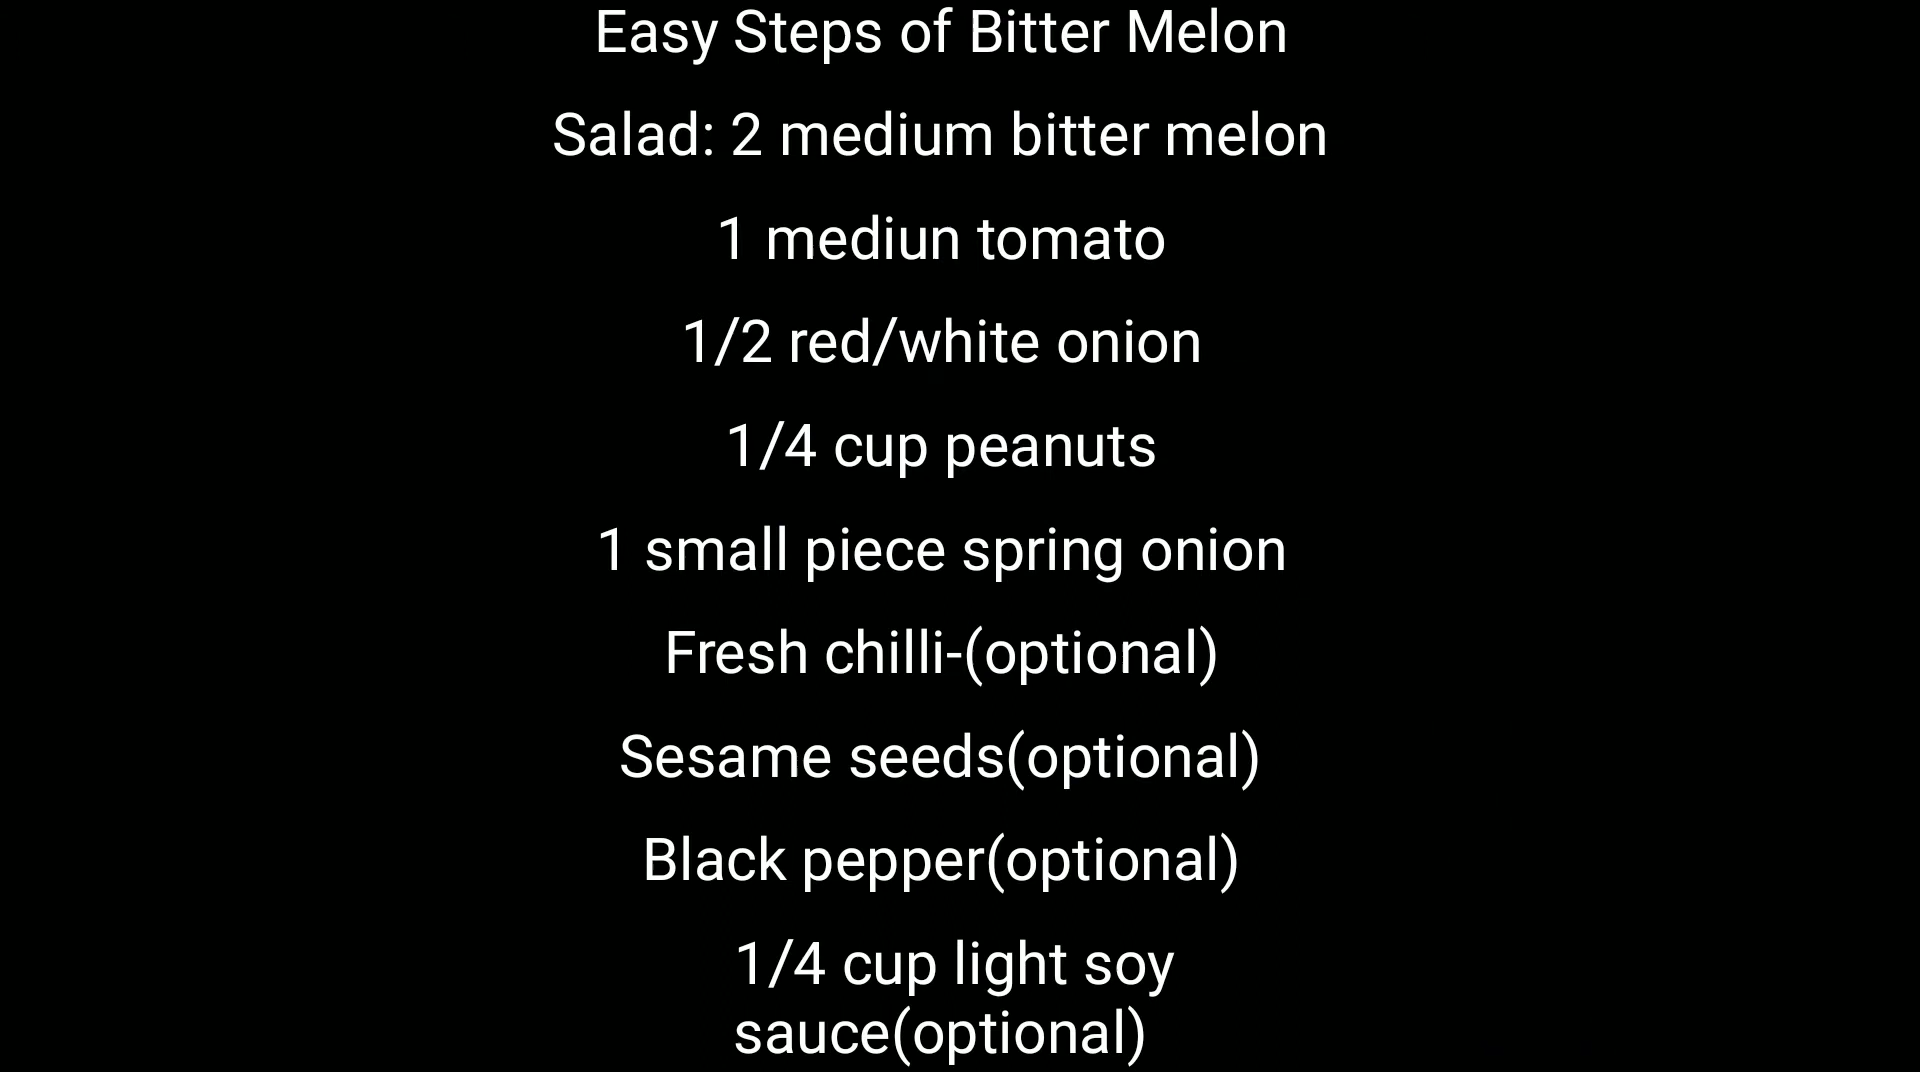 Easy Steps of Bitter Melon
Salad: 2 medium bitter melon
1 mediun tomato
1/2 red/white onion
1/4 cup peanuts
1 small piece spring onion
Fresh chilli-(optional)
Sesame seeds(optional)
Black pepper(optional)
1/4 cup light soy
sauce(optional)